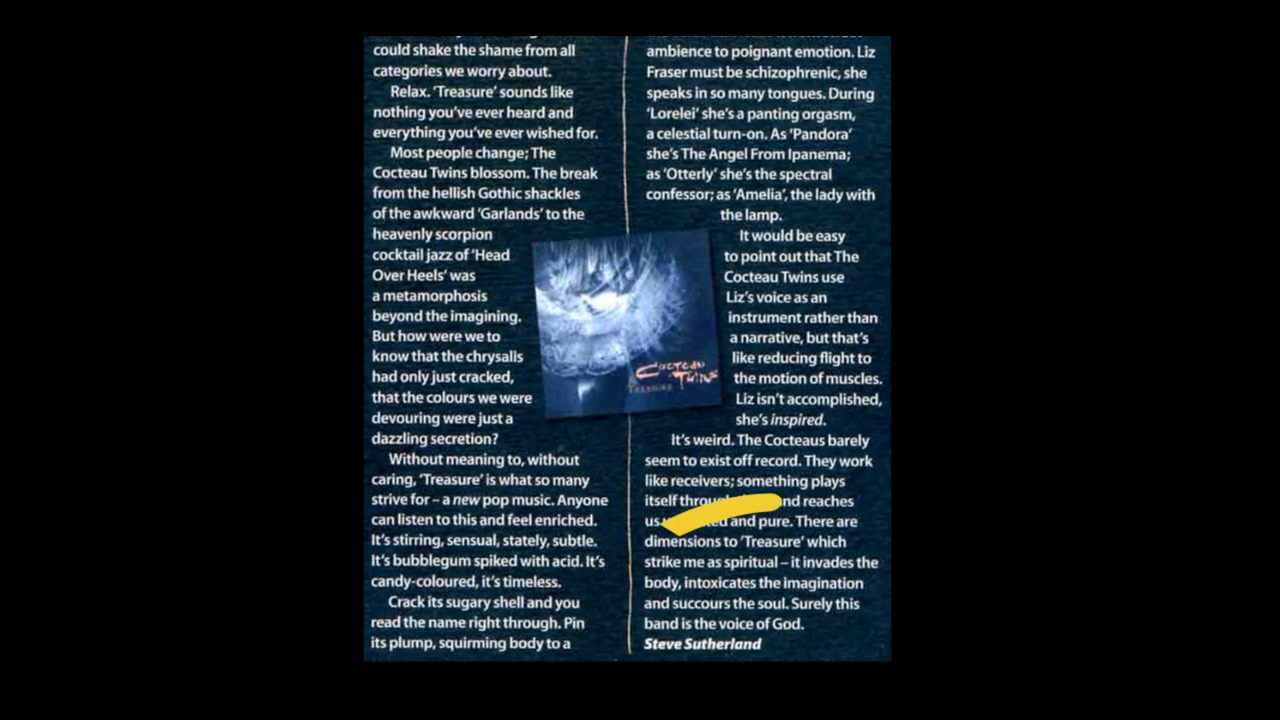 could shake the shame from all
categories we worry about.
Relax. 'Treasure' sounds like
nothing you've ever heard and
everything you've ever wished for.
Most people change; The
Cocteau Twins blossom. The break
from the hellish Gothic shackles
of the awkward 'Garlands' to the
heavenly scorpion
cocktail jazz of 'Head
Over Heels' was
a metamorphosis
beyond the imagining.
But how were we to
know that the chrysalis
had only just cracked,
that the colours we were
devouring were just a
dazzling secretion?
Without meaning to, without
caring, 'Treasure' is what so many
strive for – a new pop music. Anyone
can listen to this and feel enriched.
It's stirring, sensual, stately, subtle.
It's bubblegum spiked with acid. It's
candy-coloured, it's timeless.
Crack its sugary shell and you
read the name right through. Pin
its plump, squirming body to a
Cocteau
Twins
Treasure
ambience to poignant emotion. Liz
Fraser must be schizophrenic, she
speaks in so many tongues. During
'Lorelei' she's a panting orgasm,
a celestial turn-on. As 'Pandora'
she's The Angel From Ipanema;
as 'Otterly' she's the spectral
confessor; as 'Amelia', the lady with
the lamp.
It would be easy
to point out that The
Cocteau Twins use
Liz's voice as an
instrument rather than
a narrative, but that's
like reducing flight to
the motion of muscles.
Liz isn't accomplished,
she's inspired.
It's weird. The Cocteaus barely
seem to exist off record. They work
like receivers; something plays
itself through and reaches
us and pure. There are
dimensions to 'Treasure' which
strike me as spiritual – it invades the
body, intoxicates the imagination
and succours the soul. Surely this
band is the voice of God.
Steve Sutherland